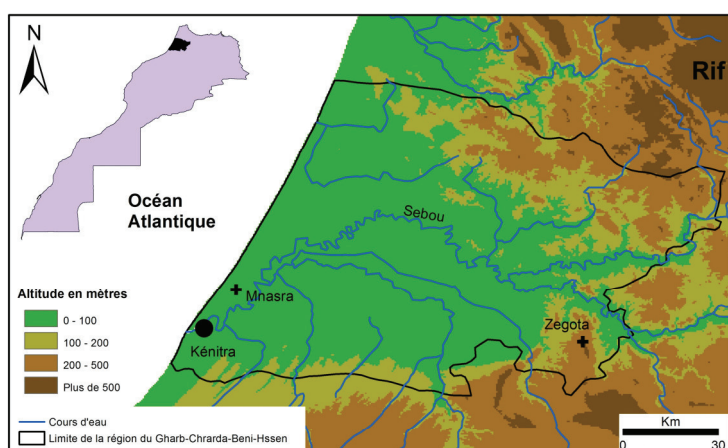 N
Rif
Océan
Atlantique
Sebou
Mnasra
Kénitra
Zegota
Altitude en mètres
0 - 100
100 - 200
200 - 500
Plus de 500
Cours d'eau
Limite de la région du Gharb-Chrarda-Beni-Hssen
Km
0 30